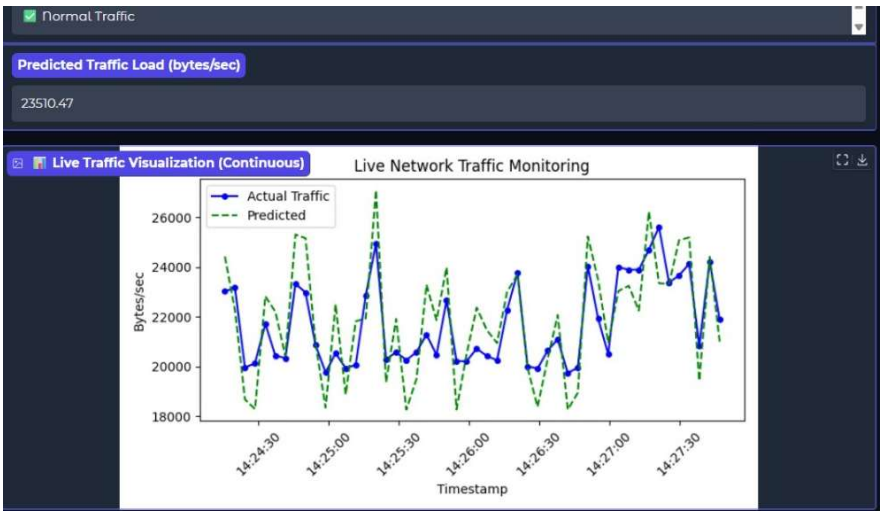 ✅ Normal Traffic
Predicted Traffic Load (bytes/sec)
23510.47
📊 Live Traffic Visualization (Continuous)
Live Network Traffic Monitoring
Actual Traffic
Predicted
26000
24000
22000
20000
18000
Bytes/sec
14:24:30
14:25:00
14:25:30
14:26:00
14:26:30
14:27:00
14:27:30
Timestamp